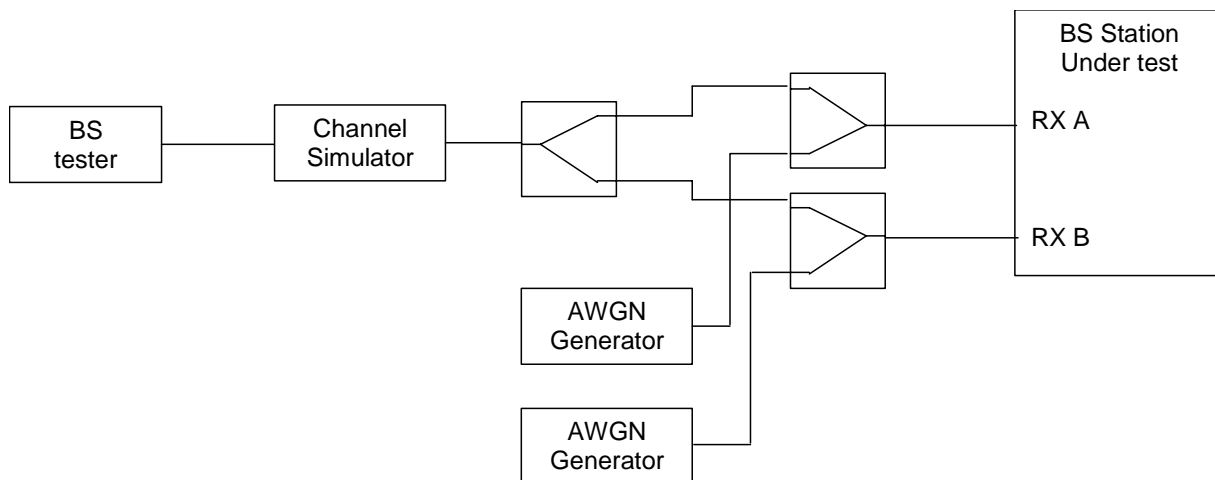 BS
tester
Channel
Simulator
BS Station
Under test
RX A
RX B
AWGN
Generator
AWGN
Generator